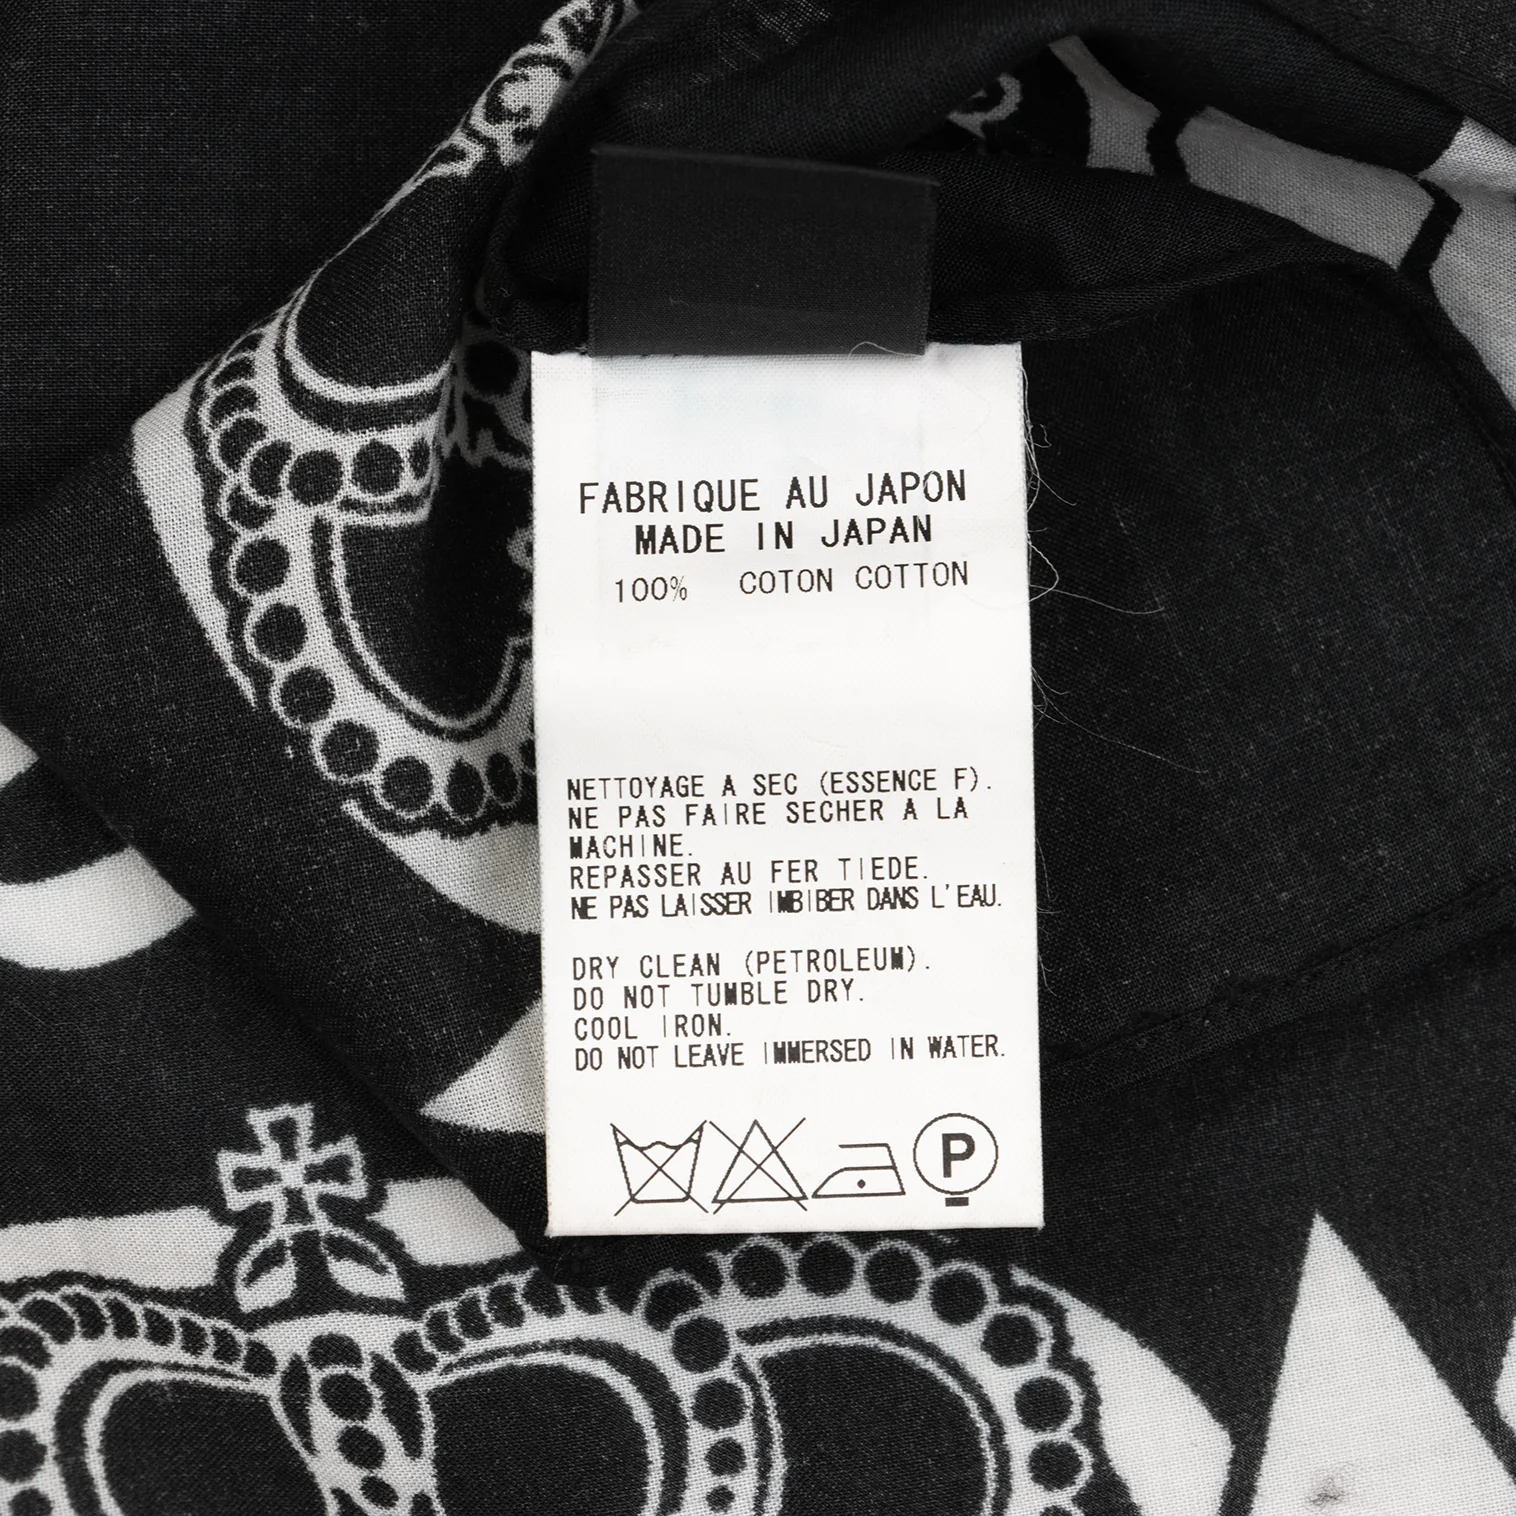 FABRIQUE AU JAPON
MADE IN JAPAN
100% COTON COTTON
NETTOYAGE A SEC (ESSENCE F).
NE PAS FAIRE SECHER A LA
MACHINE.
REPASSER AU FER TIEDE.
NE PAS LAISSER IMBIBER DANS L'EAU.
DRY CLEAN (PETROLEUM).
DO NOT TUMBLE DRY.
COOL IRON.
DO NOT LEAVE IMMERSED IN WATER.
P